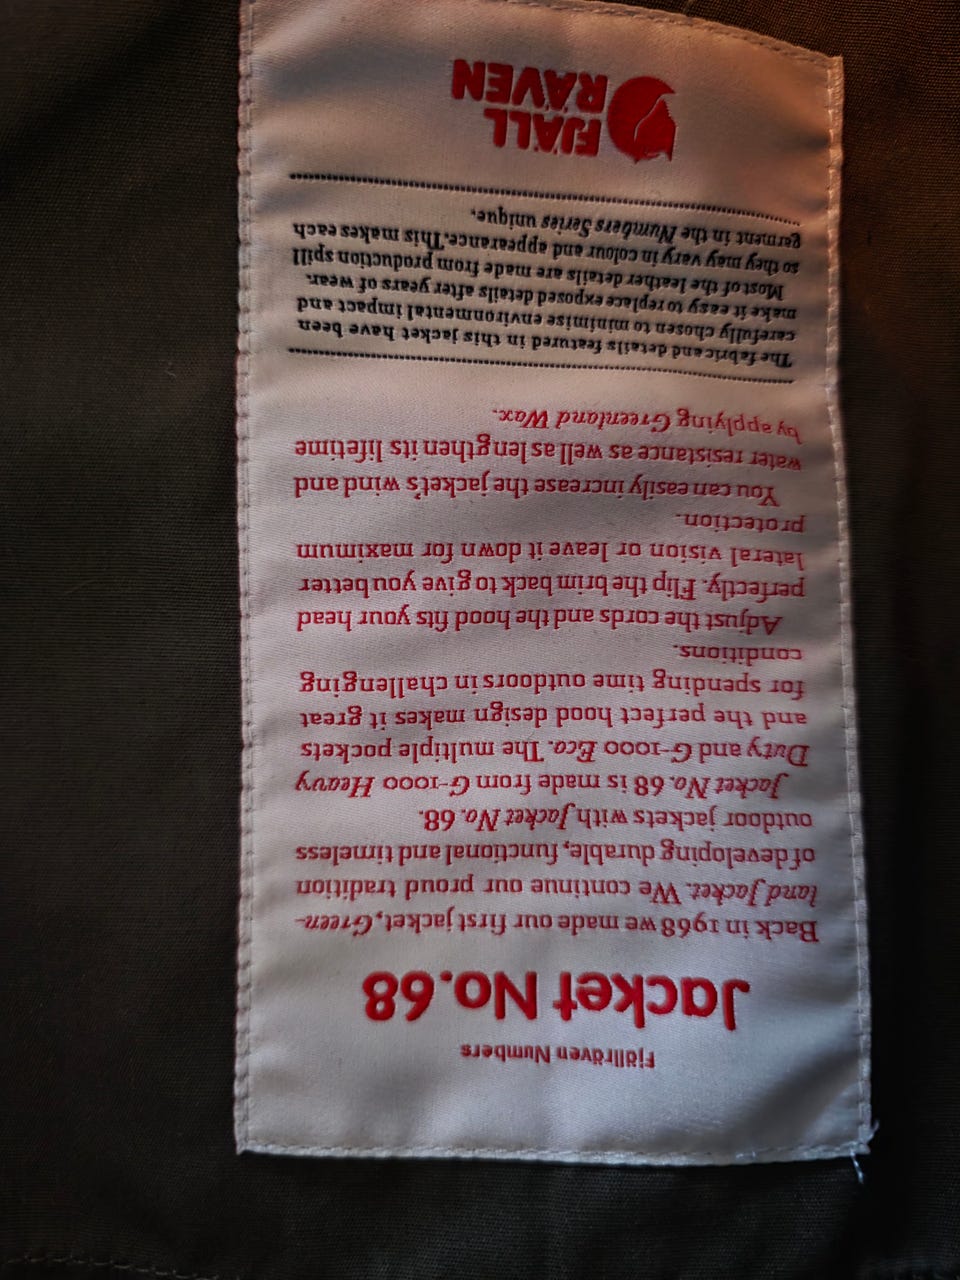 Fjällräven Numbers
Jacket No.68
Back in 1968 we made our first jacket, Green-
land Jacket. We continue our proud tradition
of developing durable, functional and timeless
outdoor jackets with Jacket No. 68.
Jacket No. 68 is made from G-1000 Heavy
Duty and G-1000 Eco. The multiple pockets
and the perfect hood design makes it great
for spending time outdoors in challenging
conditions.
Adjust the cords and the hood fits your head
perfectly. Flip the brim back to give you better
lateral vision or leave it down for maximum
protection.
You can easily increase the jacket's wind and
water resistance as well as lengthen its lifetime
by applying Greenland Wax.
The fabric and details featured in this jacket have been
carefully chosen to minimise environmental impact and
make it easy to replace exposed details after years of wear.
Most of the leather details are made from production spill
so they may vary in colour and appearance. This makes each
garment in the Numbers Series unique.
FJÄLL
RÄVEN